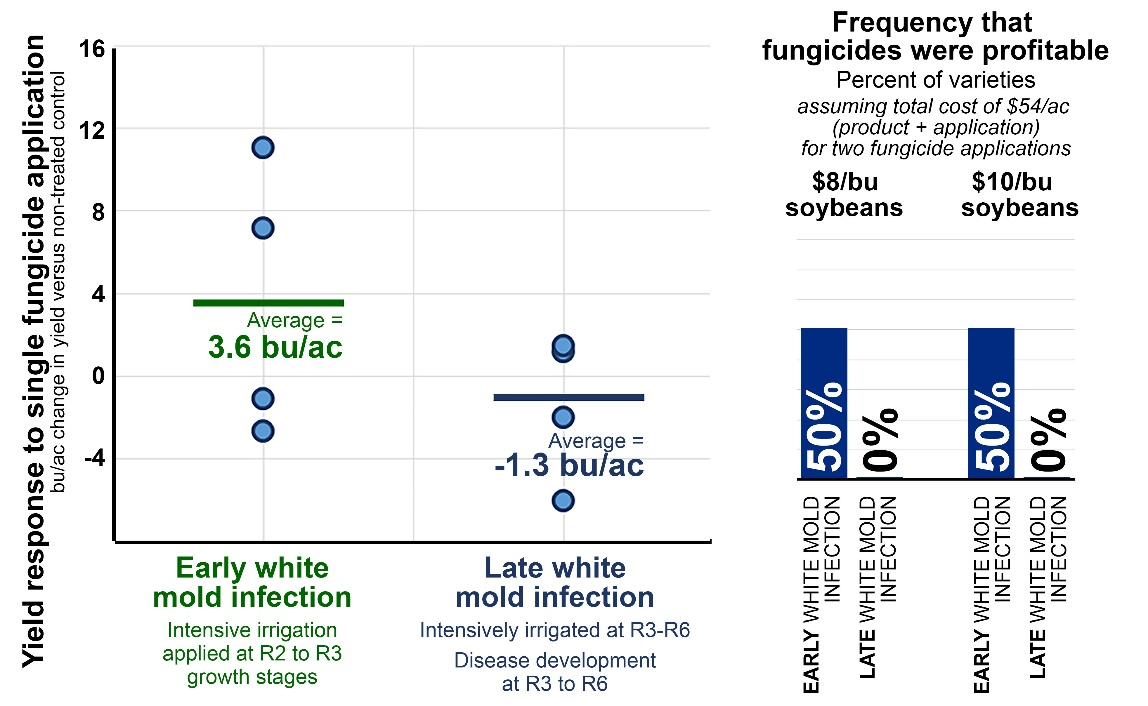 Yield response to single fungicide application
bu/ac change in yield versus non-treated control
16
12
8
4
0
-4
Average =
3.6 bu/ac
Average =
-1.3 bu/ac
Early white
mold infection
Intensive irrigation
applied at R2 to R3
growth stages
Late white
mold infection
Intensively irrigated at R3-R6
Disease development
at R3 to R6
Frequency that
fungicides were profitable
Percent of varieties
assuming total cost of $54/ac
(product + application)
for two fungicide applications
$8/bu
soybeans
$10/bu
soybeans
50%
0%
50%
0%
EARLY WHITE MOLD
INFECTION
LATE WHITE MOLD
INFECTION
EARLY WHITE MOLD
INFECTION
LATE WHITE MOLD
INFECTION